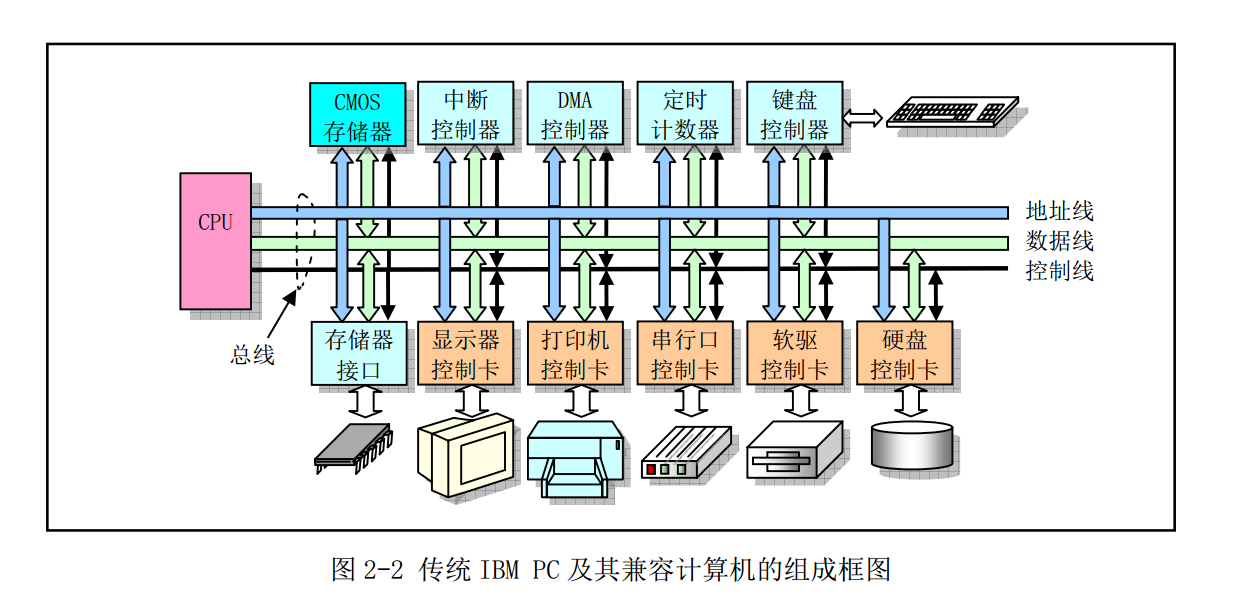 CMOS
存储器
中断
控制器
DMA
控制器
定时
计数器
键盘
控制器
CPU
地址线
数据线
控制线
总线
存储器
接口
显示器
控制卡
打印机
控制卡
串行口
控制卡
软驱
控制卡
硬盘
控制卡
图 2-2 传统 IBM PC 及其兼容计算机的组成框图